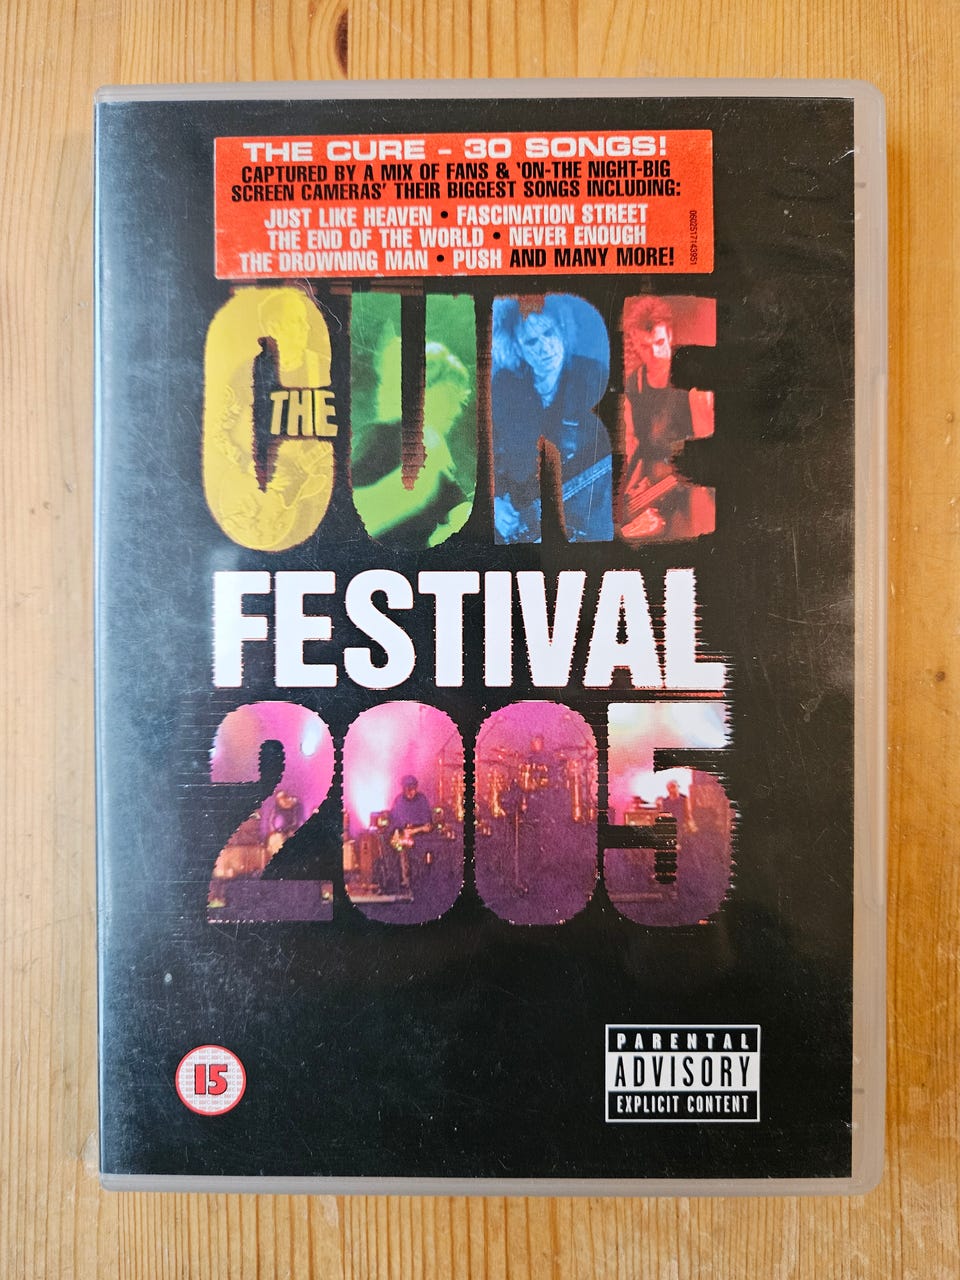 THE CURE - 30 SONGS!
CAPTURED BY A MIX OF FANS & 'ON-THE NIGHT-BIG
SCREEN CAMERAS' THEIR BIGGEST SONGS INCLUDING:
JUST LIKE HEAVEN • FASCINATION STREET
THE END OF THE WORLD • NEVER ENOUGH
THE DROWNING MAN • PUSH AND MANY MORE!
0602517143951
THE
CURE
FESTIVAL
2005
15
PARENTAL
ADVISORY
EXPLICIT CONTENT